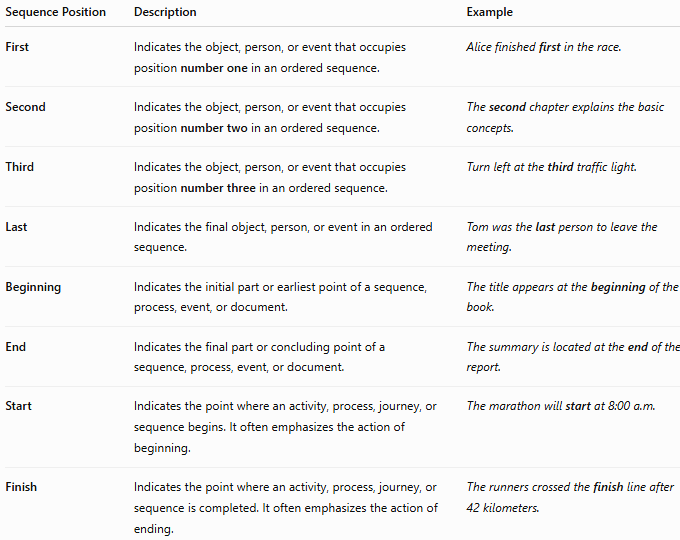 Sequence Position Description Example
First Indicates the object, person, or event that occupies Alice finished first in the race.
position number one in an ordered sequence.
Second Indicates the object, person, or event that occupies The second chapter explains the basic
position number two in an ordered sequence. concepts.
Third Indicates the object, person, or event that occupies Turn left at the third traffic light.
position number three in an ordered sequence.
Last Indicates the final object, person, or event in an ordered Tom was the last person to leave the
sequence. meeting.
Beginning Indicates the initial part or earliest point of a sequence, The title appears at the beginning of the
process, event, or document. book.
End Indicates the final part or concluding point of a The summary is located at the end of the
sequence, process, event, or document. report.
Start Indicates the point where an activity, process, journey, or The marathon will start at 8:00 a.m.
sequence begins. It often emphasizes the action of
beginning.
Finish Indicates the point where an activity, process, journey, or The runners crossed the finish line after
sequence is completed. It often emphasizes the action of 42 kilometers.
ending.